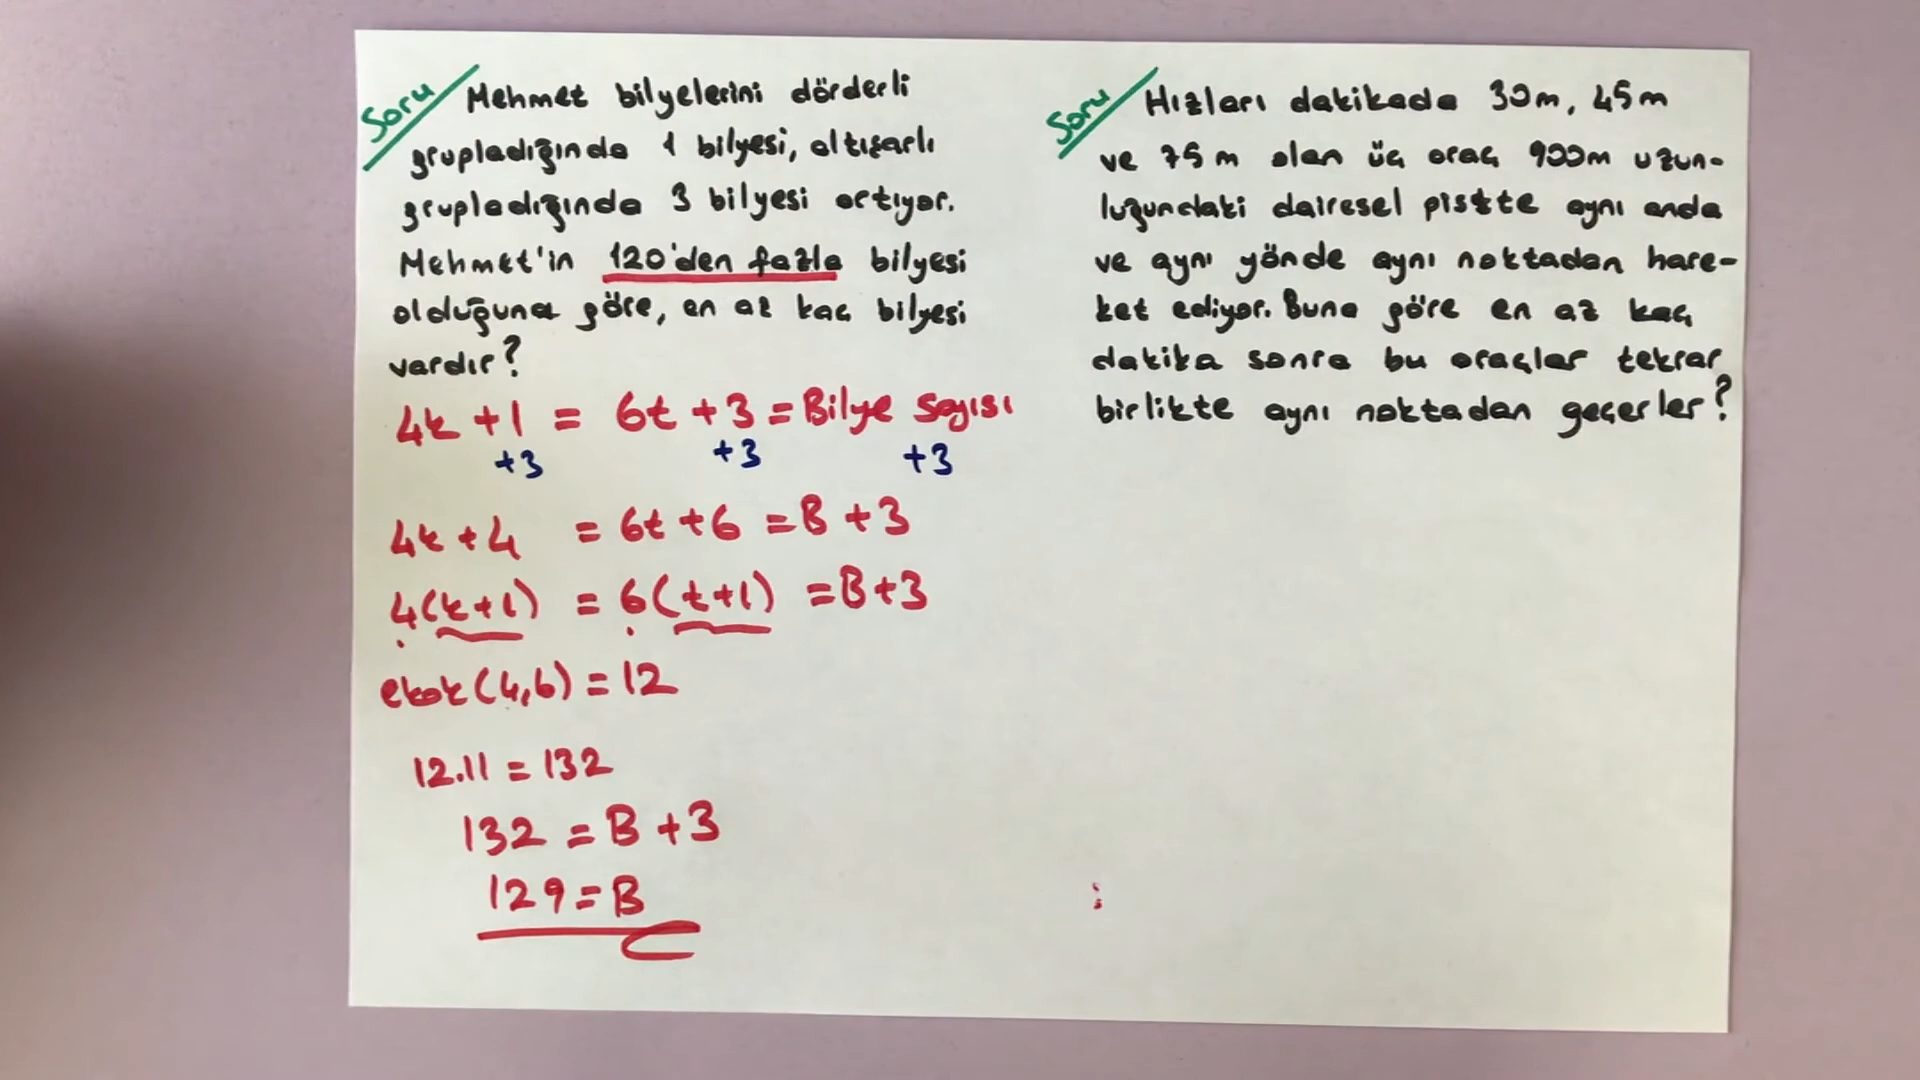 Soru Mehmet bilyelerini dörderli
grupladığında 1 bilyesi, altışarlı
grupladığında 3 bilyesi artıyor.
Mehmet'in 120'den fazla bilyesi
olduğuna göre, en az kaç bilyesi
vardır?
4k +1 = 6t +3 = Bilye sayısı
+3 +3 +3
4k +4 = 6t +6 = B +3
4(k+1) = 6(t+1) = B+3
ekok(4,6) = 12
12.11 = 132
132 = B +3
129 = B
Soru Hızları dakikada 30m, 45m
ve 75m olan üç araç 900m uzun-
luğundaki dairesel pistte aynı anda
ve aynı yönde aynı noktadan hare-
ket ediyor. Buna göre en az kaç
dakika sonra bu araçlar tekrar
birlikte aynı noktadan geçerler?